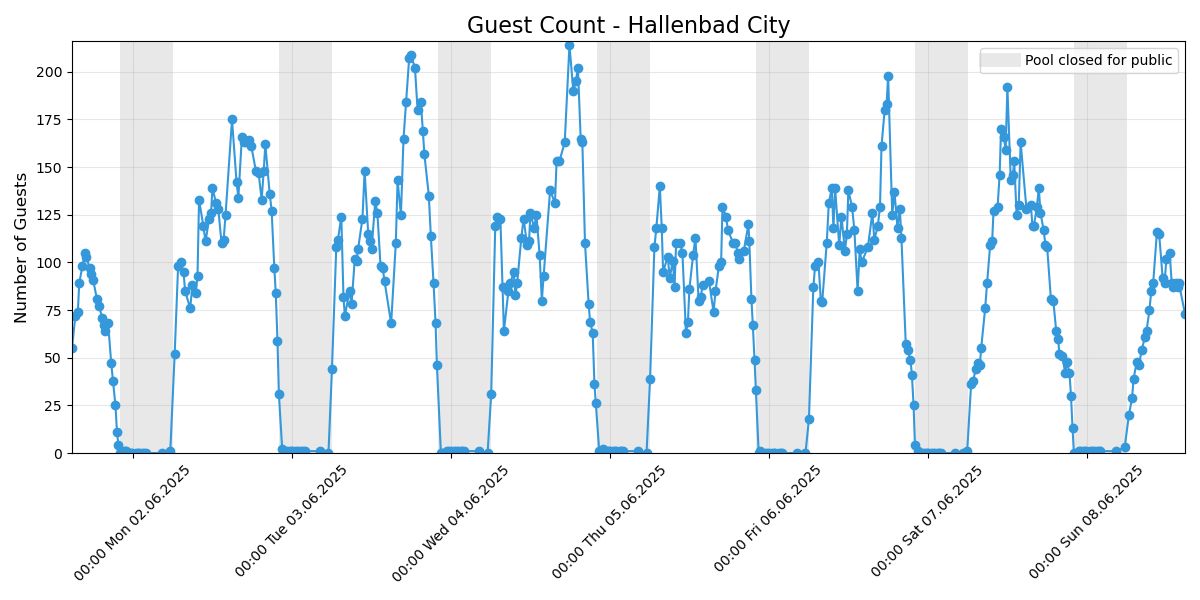 Guest Count - Hallenbad City
Pool closed for public
Number of Guests
200
175
150
125
100
75
50
25
0
00:00 Mon 02.06.2025
00:00 Tue 03.06.2025
00:00 Wed 04.06.2025
00:00 Thu 05.06.2025
00:00 Fri 06.06.2025
00:00 Sat 07.06.2025
00:00 Sun 08.06.2025